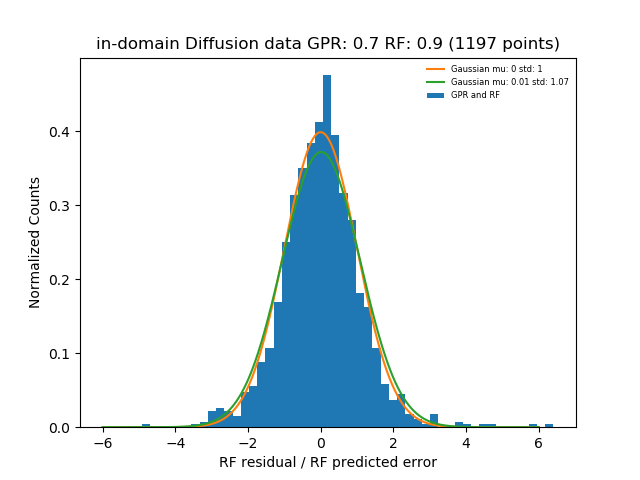 in-domain Diffusion data GPR: 0.7 RF: 0.9 (1197 points)
Gaussian mu: 0 std: 1
Gaussian mu: 0.01 std: 1.07
GPR and RF
Normalized Counts
0.4
0.3
0.2
0.1
0.0
−6 −4 −2 0 2 4 6
RF residual / RF predicted error